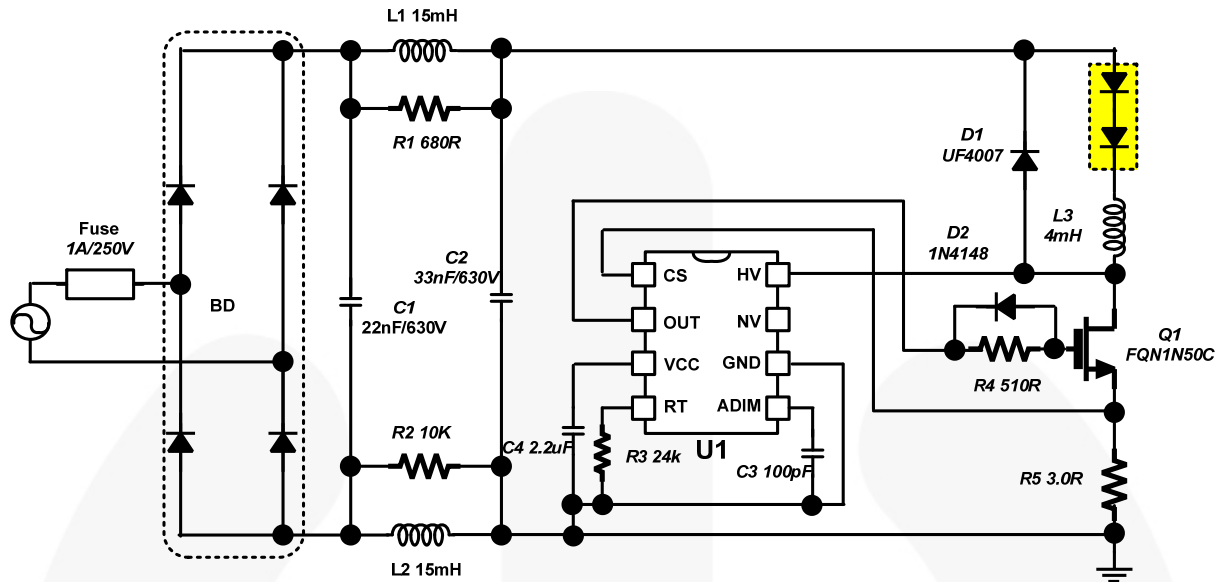 L1 15mH
R1 680R
Fuse
1A/250V
BD
C1
22nF/630V
C2
33nF/630V
R2 10K
L2 15mH
CS
OUT
VCC
RT
HV
NV
GND
ADIM
U1
C4 2.2uF
R3 24k
C3 100pF
D1
UF4007
D2
1N4148
L3
4mH
R4 510R
Q1
FQN1N50C
R5 3.0R